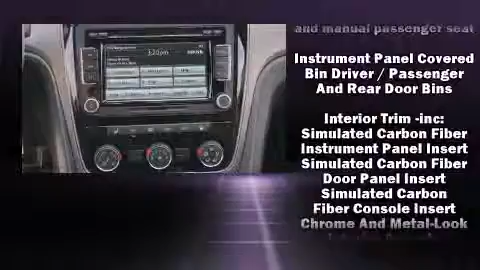 and manual passenger seat
Instrument Panel Covered
Bin Driver / Passenger
And Rear Door Bins
Interior Trim -inc:
Simulated Carbon Fiber
Instrument Panel Insert
Simulated Carbon Fiber
Door Panel Insert
Simulated Carbon
Fiber Console Insert
Chrome And Metal-Look
3:20pm